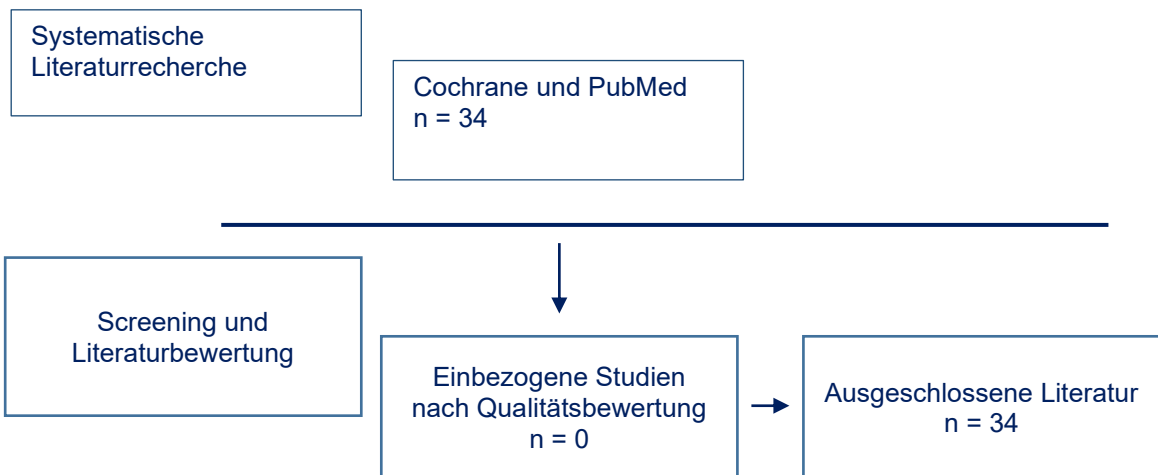 Systematische
Literaturrecherche
Cochrane und PubMed
n = 34
Screening und
Literaturbewertung
Einbezogene Studien
nach Qualitätsbewertung
n = 0
Ausgeschlossene Literatur
n = 34